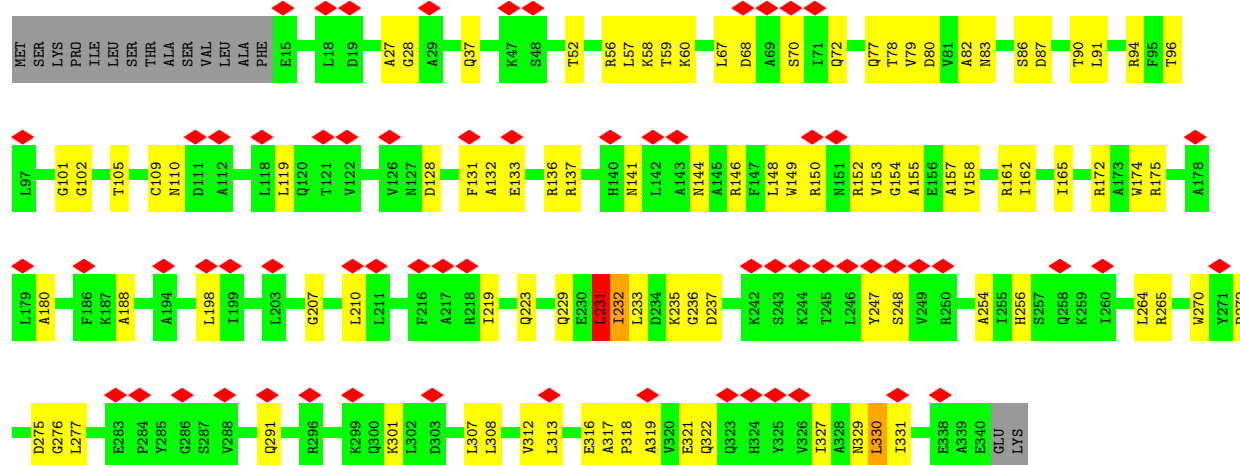 MET SER LYS PRO ILE LEU SER THR ALA SER VAL LEU ALA PHE E15 L18 D19 A27 G28 A29 Q37 K47 S48 T52 R56 L57 K58 T59 K60 L67 D68 A69 S70 I71 Q72 Q77 T78 V79 D80 V81 A82 N83 S86 D87 T90 L91 R94 F95 T96
L97 G101 G102 T105 C109 N110 D111 A112 L118 L119 Q120 T121 V122 V126 N127 D128 F131 A132 E133 R136 R137 H140 N141 L142 A143 N144 A145 R146 F147 L148 W149 R150 N151 R152 V153 G154 A155 E156 A157 V158 R161 I162 I165 R172 A173 W174 R175 A178
L179 A180 F186 K187 A188 A194 L198 I199 L203 G207 L210 L211 F216 A217 R218 I219 Q223 Q229 E230 L231 I232 L233 D234 K235 G236 D237 K242 S243 K244 T245 L246 Y247 S248 V249 R250 A254 I255 H256 S257 Q258 K259 I260 L264 R265 W270 Y271
D275 G276 L277 E283 P284 Y285 G286 S287 V288 Q291 R296 K299 Q300 K301 L302 D303 L307 L308 V312 L313 E316 A317 P318 A319 V320 E321 Q322 Q323 H324 Y325 V326 I327 A328 N329 L330 I331 E338 A339 E340 GLU LYS